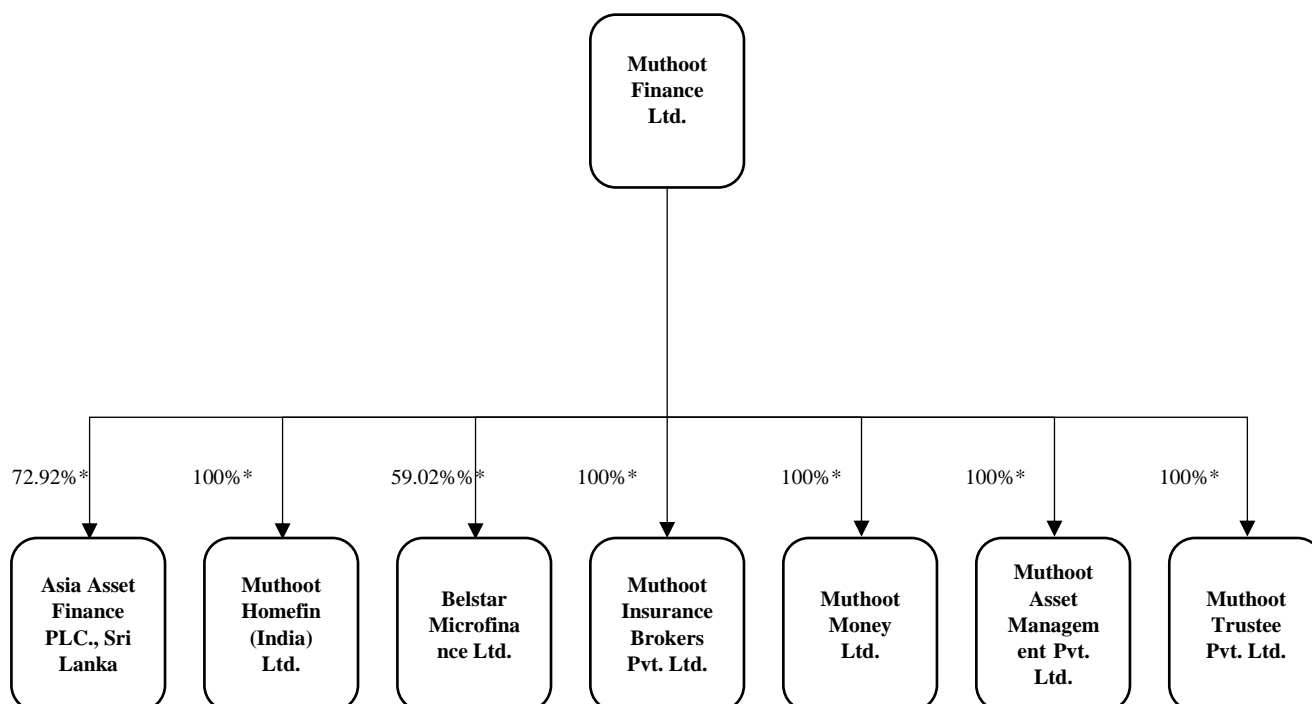 Muthoot
Finance
Ltd.
72.92%*
100%*
59.02%%*
100%*
100%*
100%*
100%*
Asia Asset
Finance
PLC., Sri
Lanka
Muthoot
Homefin
(India)
Ltd.
Belstar
Microfina
nce Ltd.
Muthoot
Insurance
Brokers
Pvt. Ltd.
Muthoot
Money
Ltd.
Muthoot
Asset
Managem
ent Pvt.
Ltd.
Muthoot
Trustee
Pvt. Ltd.